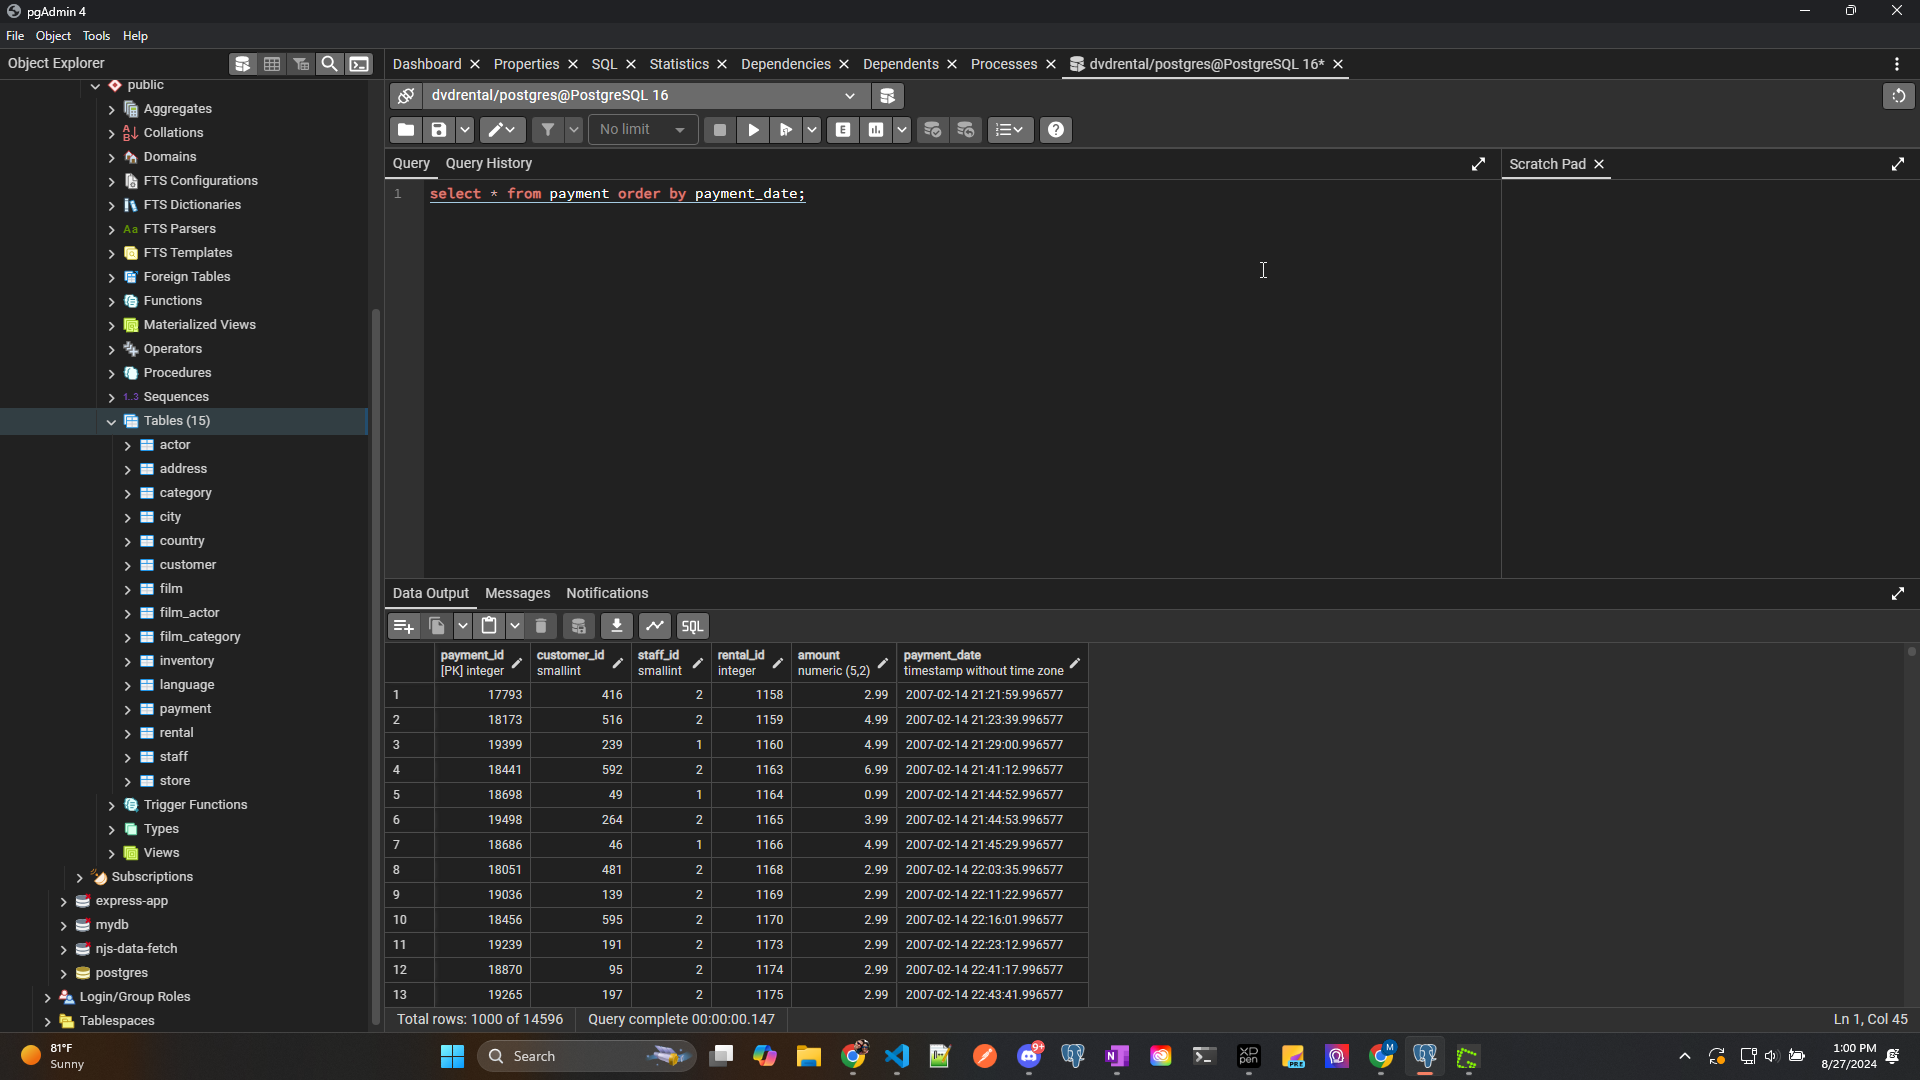 pgAdmin 4
File Object Tools Help
Object Explorer
Dashboard Properties SQL Statistics Dependencies Dependents Processes dvdrental/postgres@PostgreSQL 16*
public
Aggregates
Collations
Domains
FTS Configurations
FTS Dictionaries
Aa FTS Parsers
FTS Templates
Foreign Tables
Functions
Materialized Views
Operators
Procedures
1..3 Sequences
Tables (15)
actor
address
category
city
country
customer
film
film_actor
film_category
inventory
language
payment
rental
staff
store
Trigger Functions
Types
Views
Subscriptions
express-app
mydb
njs-data-fetch
postgres
Login/Group Roles
Tablespaces
dvdrental/postgres@PostgreSQL 16
No limit
E
Query Query History
Scratch Pad
1 select * from payment order by payment_date;
Data Output Messages Notifications
SQL
payment_id customer_id staff_id rental_id amount payment_date
[PK] integer smallint smallint integer numeric (5,2) timestamp without time zone
1 17793 416 2 1158 2.99 2007-02-14 21:21:59.996577
2 18173 516 2 1159 4.99 2007-02-14 21:23:39.996577
3 19399 239 1 1160 4.99 2007-02-14 21:29:00.996577
4 18441 592 2 1163 6.99 2007-02-14 21:41:12.996577
5 18698 49 1 1164 0.99 2007-02-14 21:44:52.996577
6 19498 264 2 1165 3.99 2007-02-14 21:44:53.996577
7 18686 46 1 1166 4.99 2007-02-14 21:45:29.996577
8 18051 481 2 1168 2.99 2007-02-14 22:03:35.996577
9 19036 139 2 1169 2.99 2007-02-14 22:11:22.996577
10 18456 595 2 1170 2.99 2007-02-14 22:16:01.996577
11 19239 191 2 1173 2.99 2007-02-14 22:23:12.996577
12 18870 95 2 1174 2.99 2007-02-14 22:41:17.996577
13 19265 197 2 1175 2.99 2007-02-14 22:43:41.996577
Total rows: 1000 of 14596 Query complete 00:00:00.147
Ln 1, Col 45
81°F
Sunny
Search
9+
XP
PEN
PRE
M
1:00 PM
8/27/2024